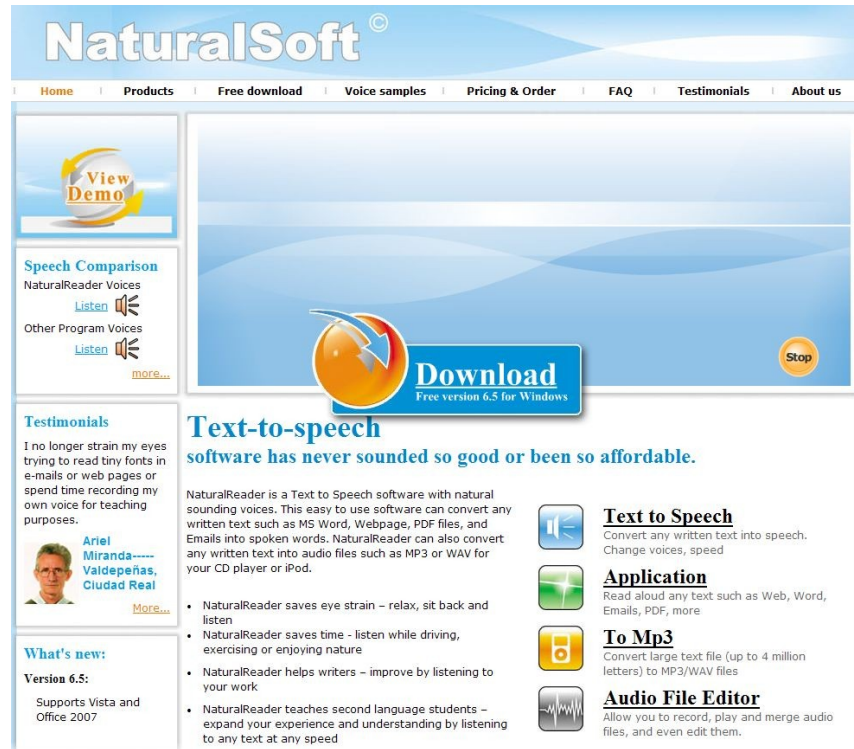 NaturalSoft ©
Home Products Free download Voice samples Pricing & Order FAQ Testimonials About us
View
Demo
Speech Comparison
NaturalReader Voices
Listen
Other Program Voices
Listen
more...
Stop
Download
Free version 6.5 for Windows
Testimonials
I no longer strain my eyes
trying to read tiny fonts in
e-mails or web pages or
spend time recording my
own voice for teaching
purposes.
Ariel
Miranda-----
Valdepeñas,
Ciudad Real
More...
What's new:
Version 6.5:
Supports Vista and
Office 2007
Text-to-speech
software has never sounded so good or been so affordable.
NaturalReader is a Text to Speech software with natural
sounding voices. This easy to use software can convert any
written text such as MS Word, Webpage, PDF files, and
Emails into spoken words. NaturalReader can also convert
any written text into audio files such as MP3 or WAV for
your CD player or iPod.
• NaturalReader saves eye strain – relax, sit back and
listen
• NaturalReader saves time - listen while driving,
exercising or enjoying nature
• NaturalReader helps writers – improve by listening to
your work
• NaturalReader teaches second language students –
expand your experience and understanding by listening
to any text at any speed
Text to Speech
Convert any written text into speech.
Change voices, speed
Application
Read aloud any text such as Web, Word,
Emails, PDF, more
To Mp3
Convert large text file (up to 4 million
letters) to MP3/WAV files
Audio File Editor
Allow you to record, play and merge audio
files, and even edit them.